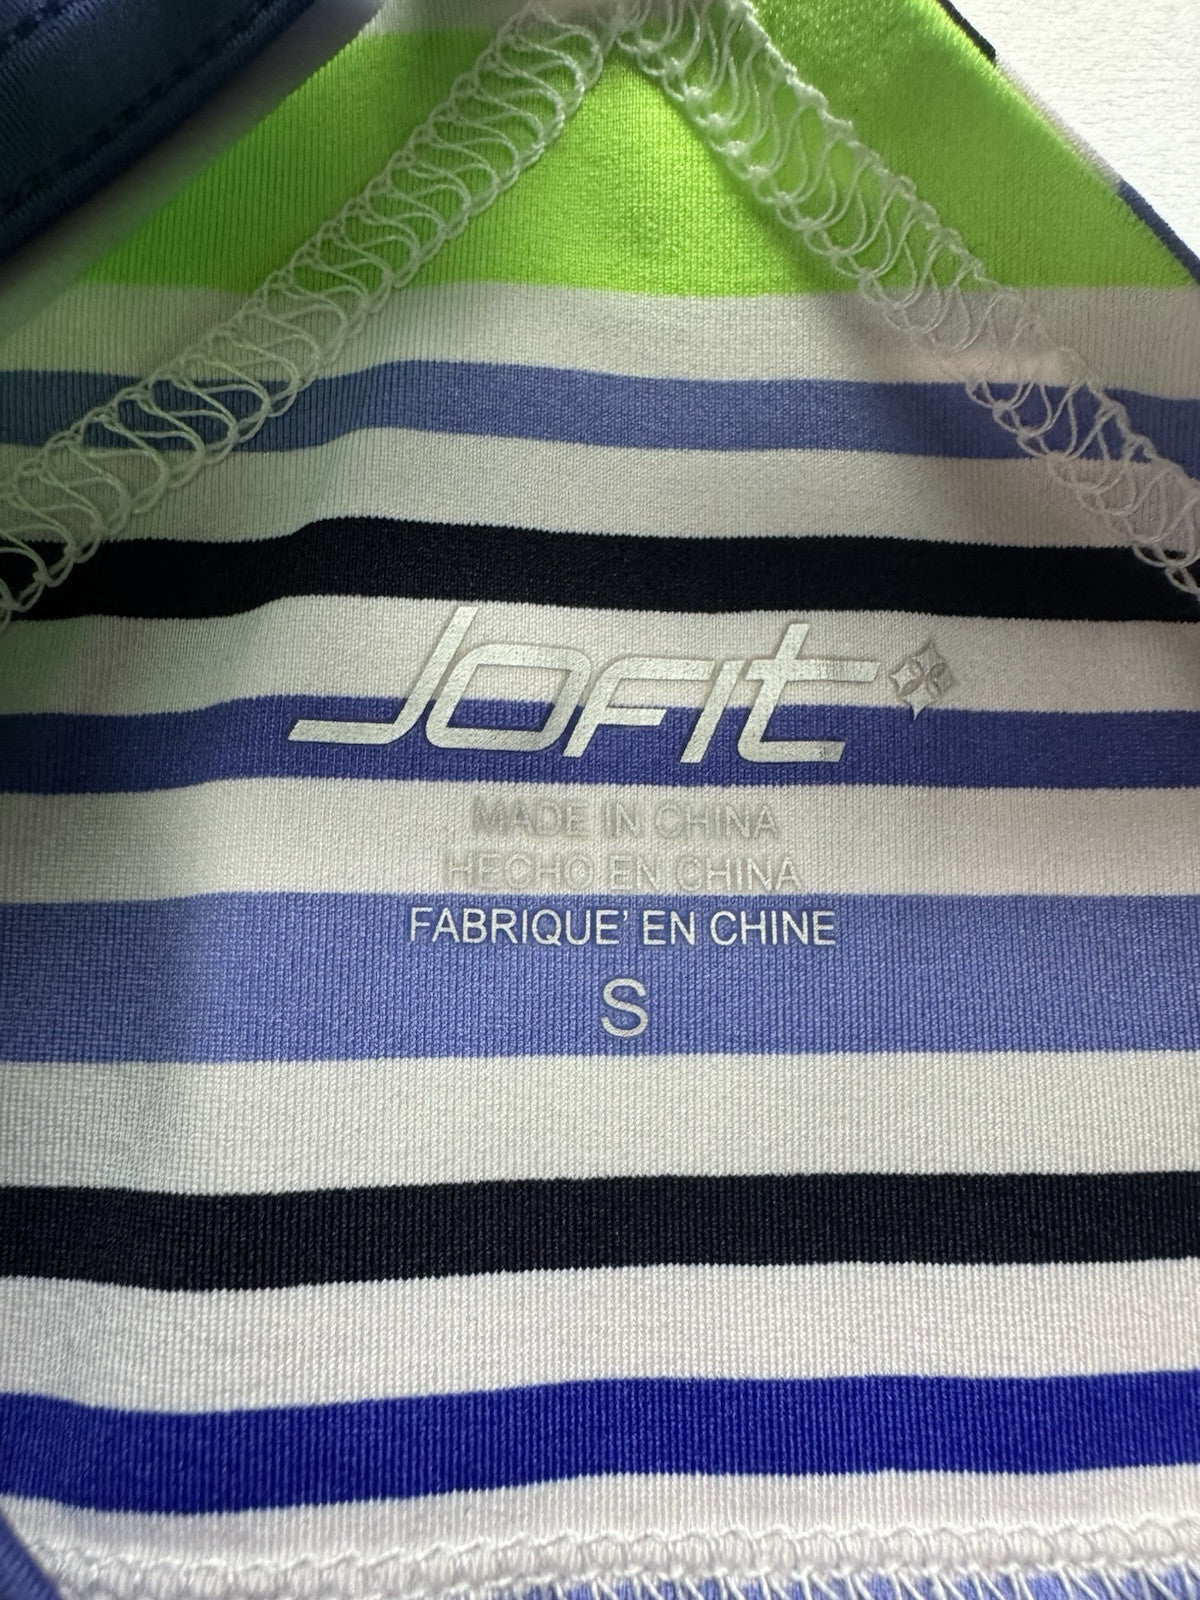 JOFIT
MADE IN CHINA
HECHO EN CHINA
FABRIQUE' EN CHINE
S